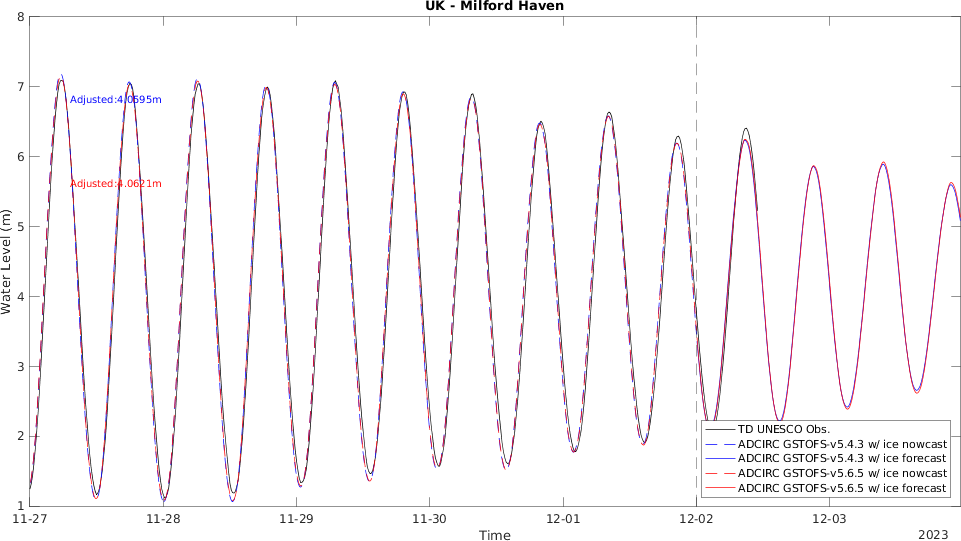 UK - Milford Haven
8
7
6
5
4
3
2
1
Water Level (m)
Adjusted:4.0595m
Adjusted:4.0621m
TD UNESCO Obs.
ADCIRC GSTOFS-v5.4.3 w/ ice nowcast
ADCIRC GSTOFS-v5.4.3 w/ ice forecast
ADCIRC GSTOFS-v5.6.5 w/ ice nowcast
ADCIRC GSTOFS-v5.6.5 w/ ice forecast
11-27 11-28 11-29 11-30 12-01 12-02 12-03
Time
2023